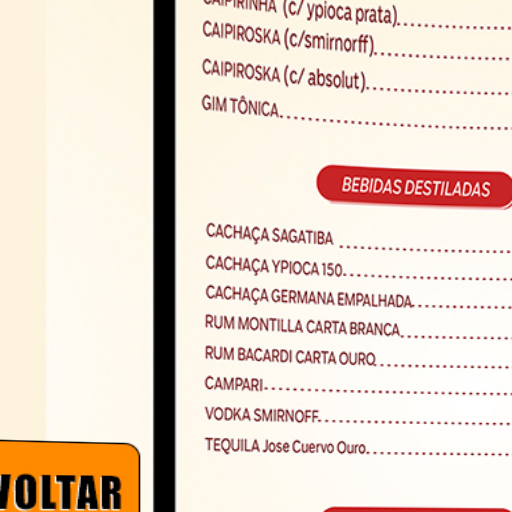 CAIPIRINHA (c/ ypioca prata)
CAIPIROSKA (c/smirnorff)
CAIPIROSKA (c/ absolut)
GIM TÔNICA
BEBIDAS DESTILADAS
CACHAÇA SAGATIBA
CACHAÇA YPIOCA 150
CACHAÇA GERMANA EMPALHADA
RUM MONTILLA CARTA BRANCA
RUM BACARDI CARTA OURO
CAMPARI
VODKA SMIRNOFF
TEQUILA Jose Cuervo Ouro
VOLTAR